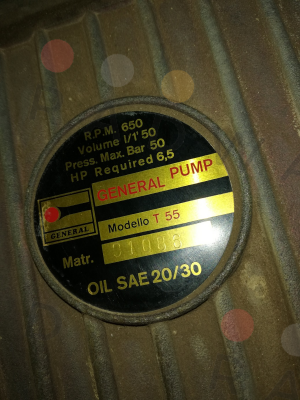 R.P.M. 650
Volume l/1' 50
Press. Max. Bar 50
HP Required 6,5
GENERAL PUMP
GENERAL
Modello T 55
Matr.
OIL SAE 20/30